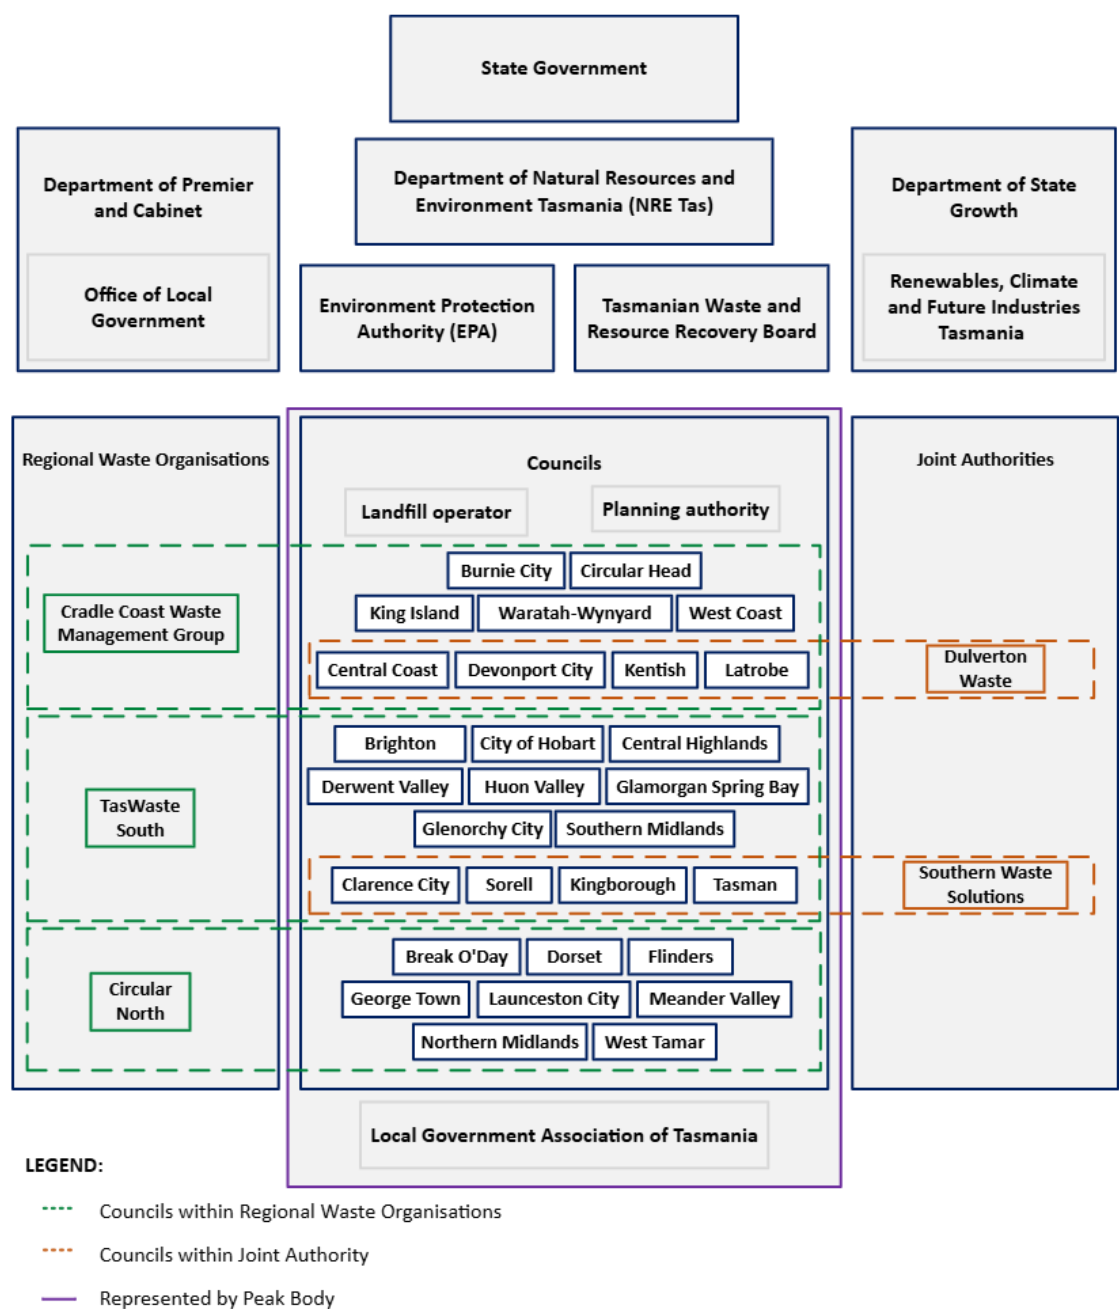 State Government
Department of Premier
and Cabinet
Office of Local
Government
Department of Natural Resources and
Environment Tasmania (NRE Tas)
Environment Protection
Authority (EPA)
Tasmanian Waste and
Resource Recovery Board
Department of State
Growth
Renewables, Climate
and Future Industries
Tasmania
Regional Waste Organisations
Councils
Joint Authorities
Landfill operator
Planning authority
Cradle Coast Waste
Management Group
Burnie City
Circular Head
King Island
Waratah-Wynyard
West Coast
Central Coast
Devonport City
Kentish
Latrobe
Dulverton
Waste
TasWaste
South
Brighton
City of Hobart
Central Highlands
Derwent Valley
Huon Valley
Glamorgan Spring Bay
Glenorchy City
Southern Midlands
Clarence City
Sorell
Kingborough
Tasman
Southern Waste
Solutions
Circular
North
Break O'Day
Dorset
Flinders
George Town
Launceston City
Meander Valley
Northern Midlands
West Tamar
Local Government Association of Tasmania
LEGEND:
Councils within Regional Waste Organisations
Councils within Joint Authority
Represented by Peak Body